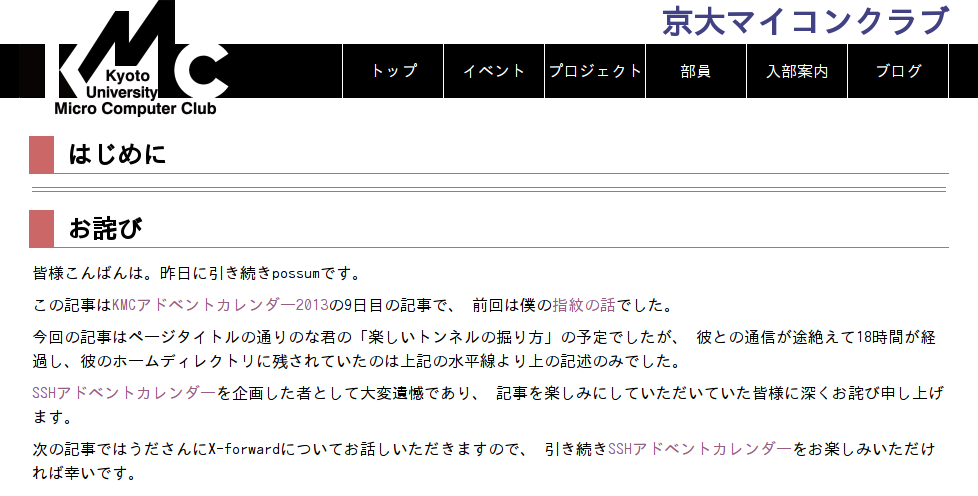 京大マイコンクラブ
KMC
Kyoto
University
Micro Computer Club
トップ
イベント
プロジェクト
部員
入部案内
ブログ
はじめに
お詫び
皆様こんばんは。昨日に引き続きpossumです。
この記事はKMCアドベントカレンダー2013の9日目の記事で、 前回は僕の指紋の話でした。
今回の記事はページタイトルの通りのな君の「楽しいトンネルの掘り方」の予定でしたが、 彼との通信が途絶えて18時間が経
過し、彼のホームディレクトリに残されていたのは上記の水平線より上の記述のみでした。
SSHアドベントカレンダーを企画した者として大変遺憾であり、 記事を楽しみにしていただいていた皆様に深くお詫び申し上げ
ます。
次の記事ではうださんにX-forwardについてお話しいただきますので、 引き続きSSHアドベントカレンダーをお楽しみいただけ
れば幸いです。